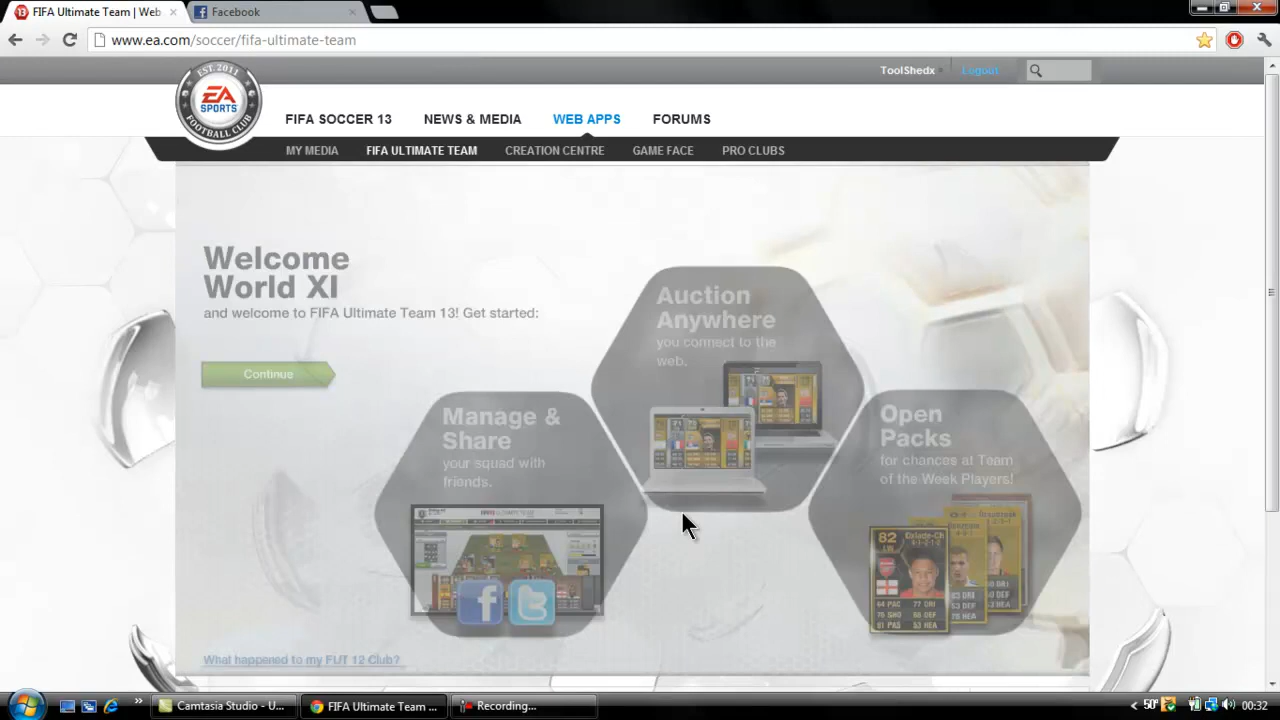 FIFA Ultimate Team | Web
Facebook
www.ea.com/soccer/fifa-ultimate-team
ToolShedx
Logout
EST. 2011
EA
SPORTS
FOOTBALL CLUB
FIFA SOCCER 13
NEWS & MEDIA
WEB APPS
FORUMS
MY MEDIA
FIFA ULTIMATE TEAM
CREATION CENTRE
GAME FACE
PRO CLUBS
Welcome
World XI
and welcome to FIFA Ultimate Team 13! Get started:
Continue
Auction
Anywhere
you connect to the
web.
Manage &
Share
your squad with
friends.
Open
Packs
for chances at Team
of the Week Players!
82
LW
What happened to my FUT 12 Club?
Camtasia Studio - U...
FIFA Ultimate Team ...
Recording...
50°
00:32